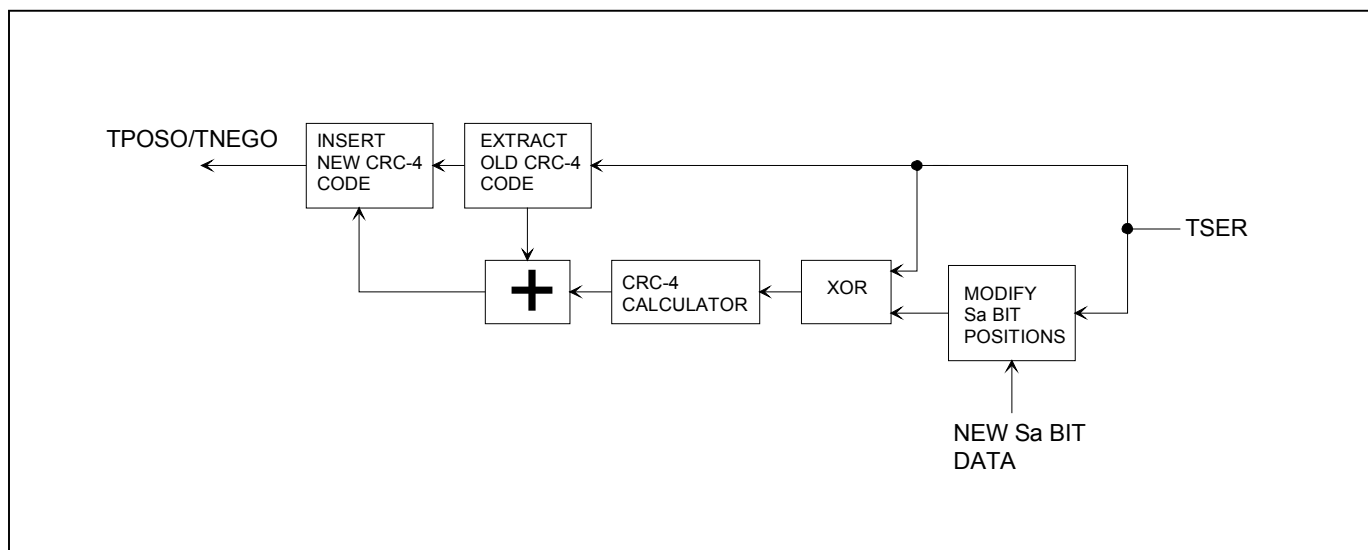 TPOSO/TNEGO
INSERT
NEW CRC-4
CODE
EXTRACT
OLD CRC-4
CODE
TSER
+
CRC-4
CALCULATOR
XOR
MODIFY
Sa BIT
POSITIONS
NEW Sa BIT
DATA